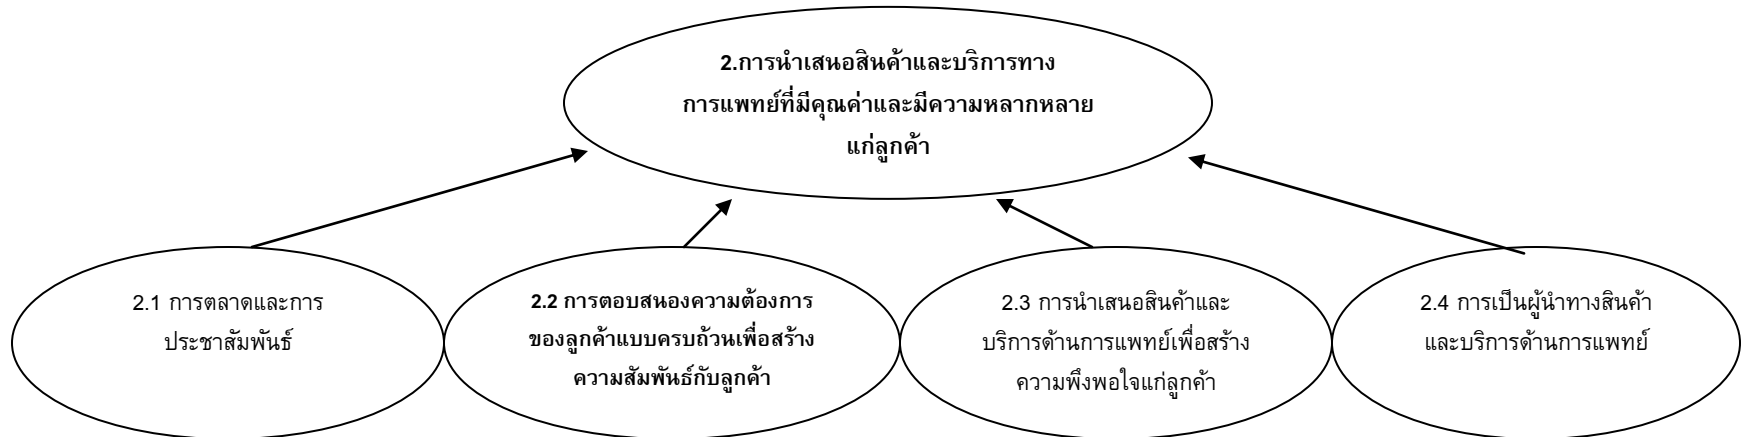 2.การนำเสนอสินค้าและบริการทาง
การแพทย์ที่มีคุณค่าและมีความหลากหลาย
แก่ลูกค้า
2.1 การตลาดและการ
ประชาสัมพันธ์
2.2 การตอบสนองความต้องการ
ของลูกค้าแบบครบถ้วนเพื่อสร้าง
ความสัมพันธ์กับลูกค้า
2.3 การนำเสนอสินค้าและ
บริการด้านการแพทย์เพื่อสร้าง
ความพึงพอใจแก่ลูกค้า
2.4 การเป็นผู้นำทางสินค้า
และบริการด้านการแพทย์